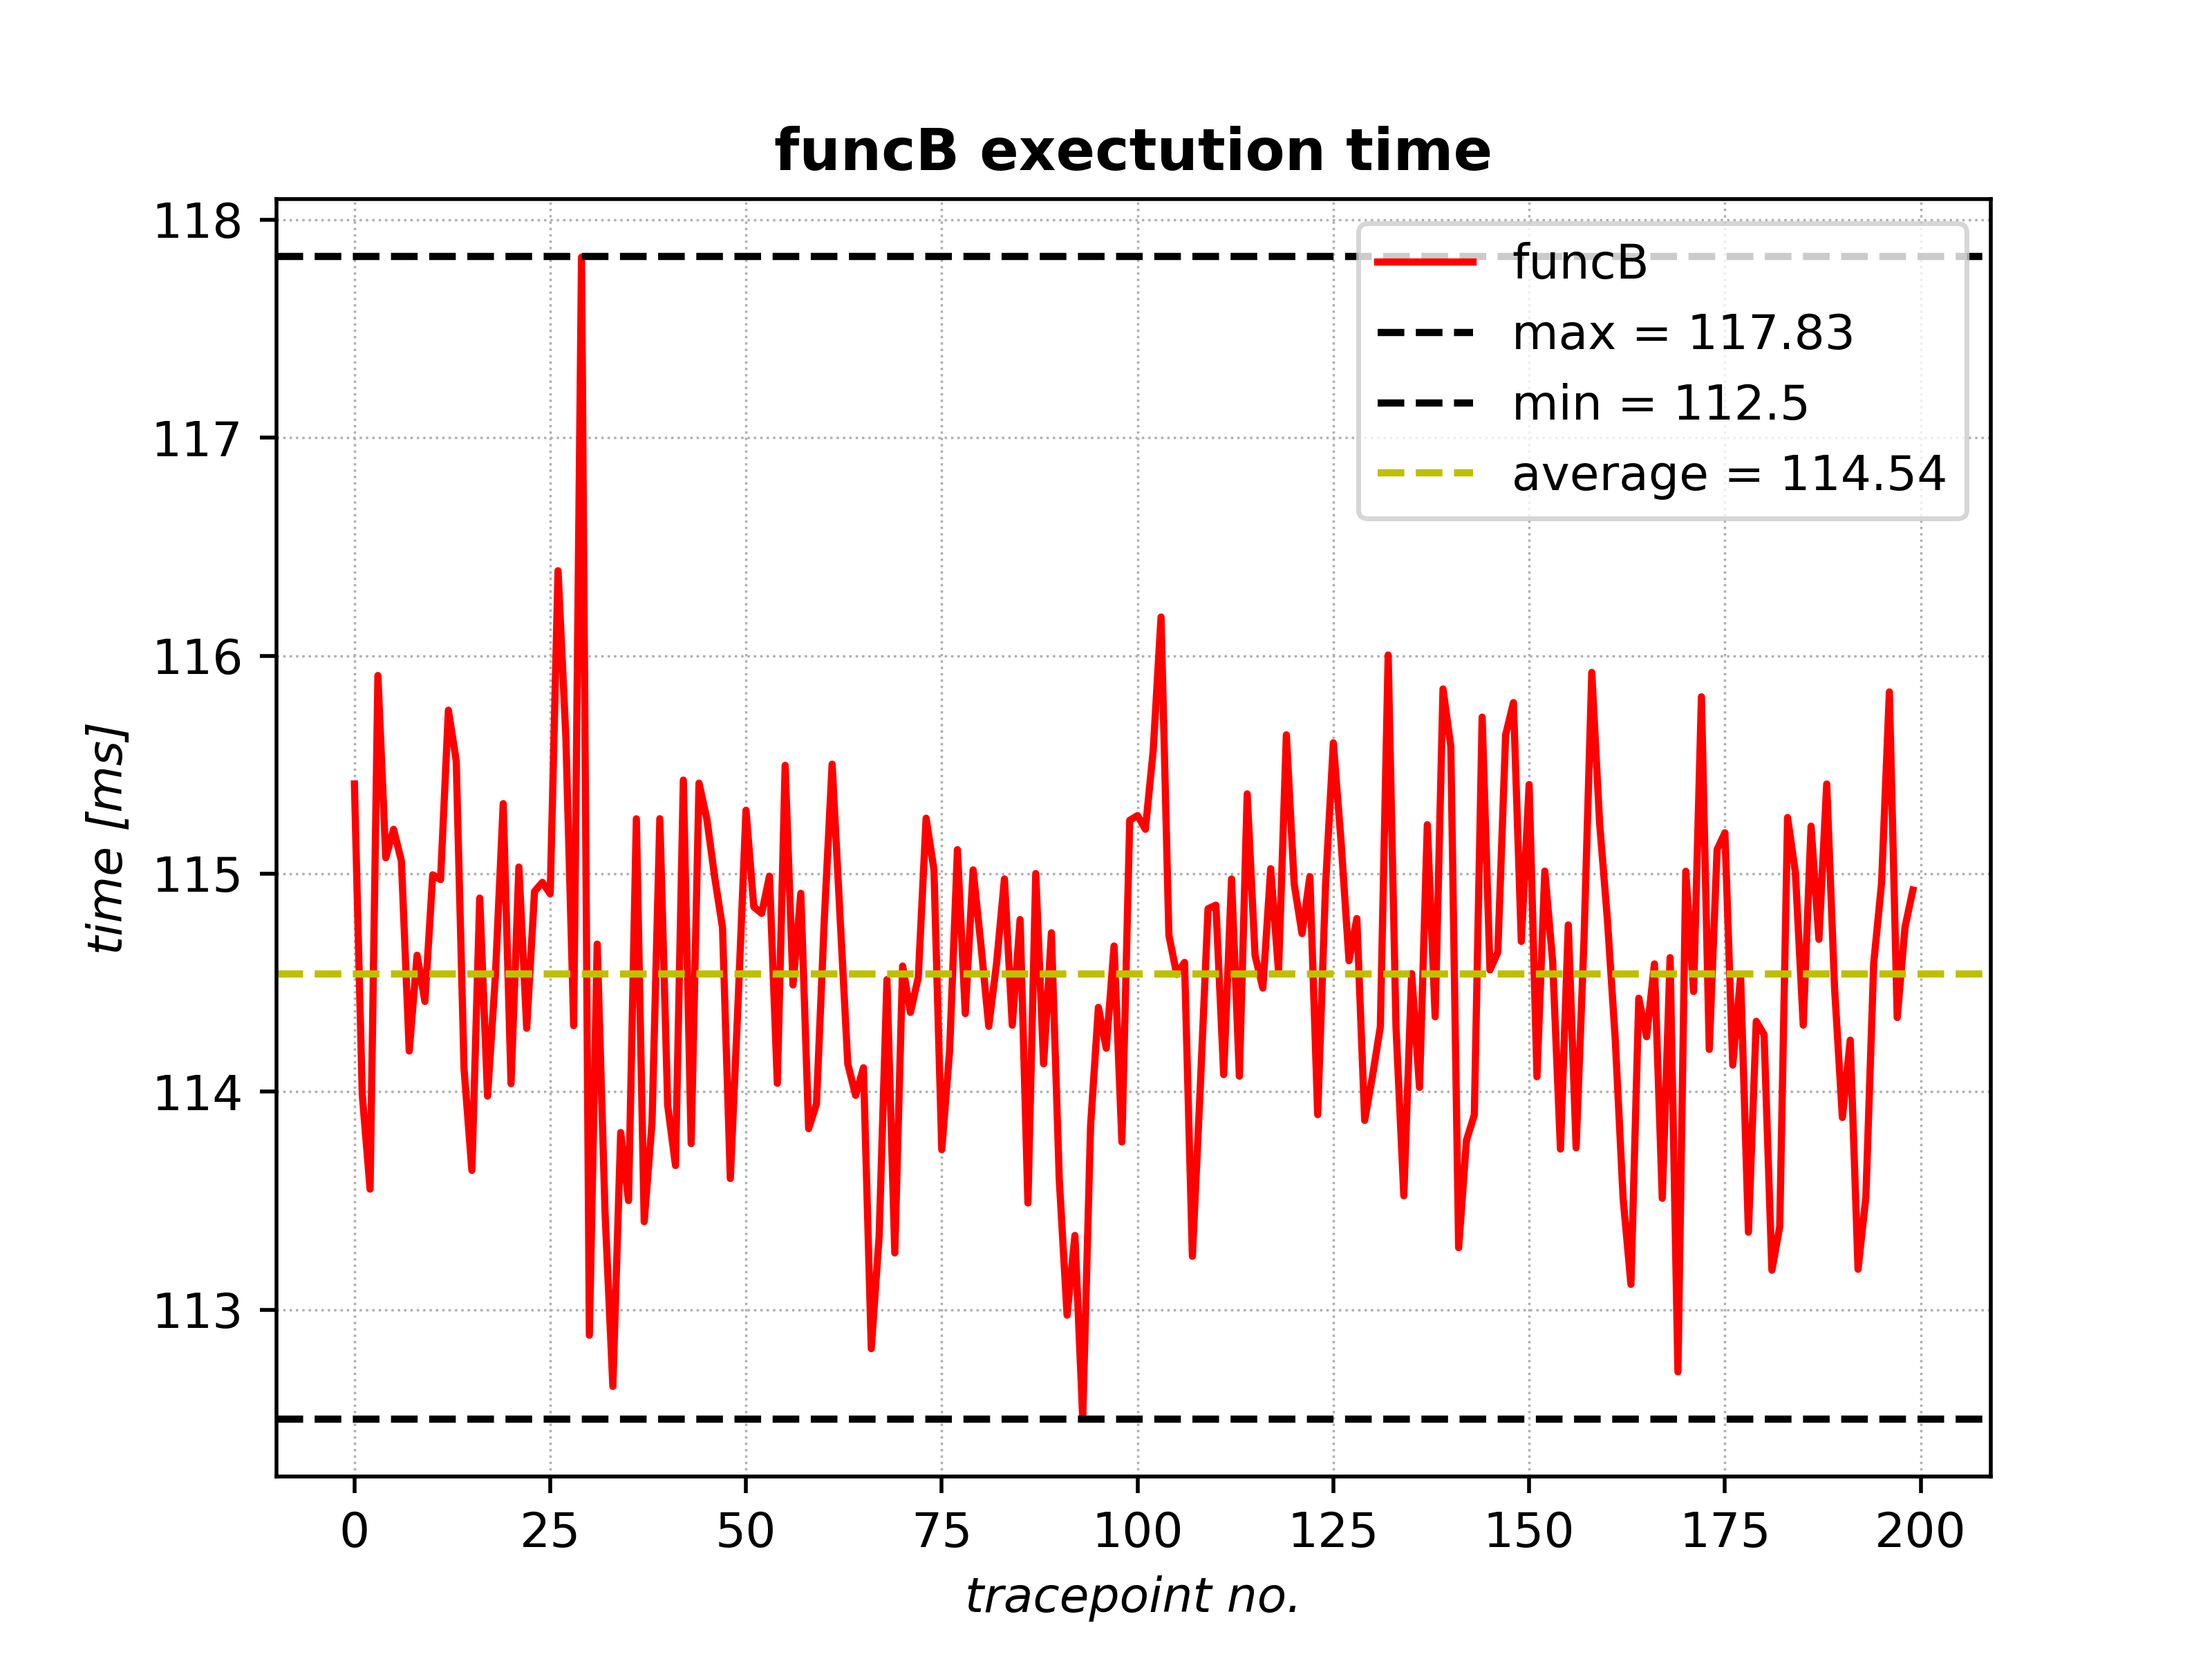 funcB exectution time
118
117
116
115
114
113
time [ms]
funcB
max = 117.83
min = 112.5
average = 114.54
0 25 50 75 100 125 150 175 200
tracepoint no.